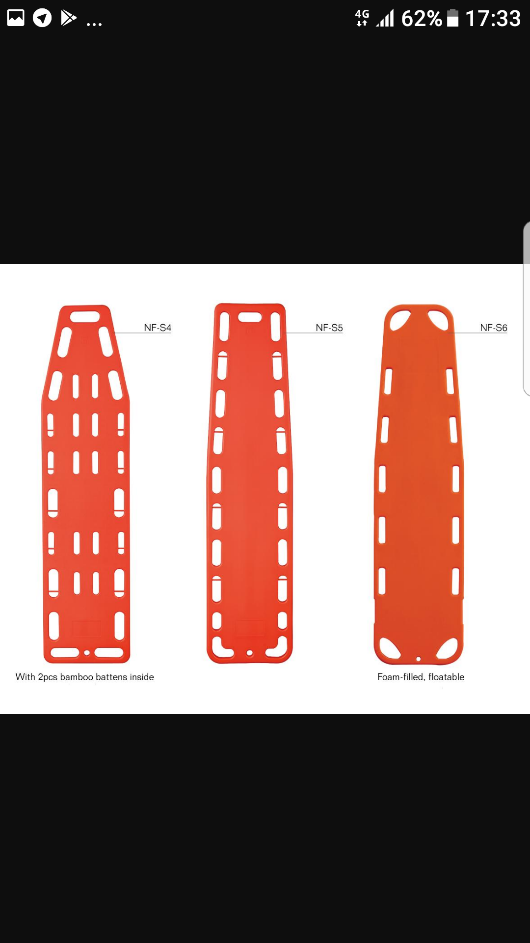 4G 62% 17:33
NF-S4 NF-S5 NF-S6
With 2pcs bamboo battens inside Foam-filled, floatable